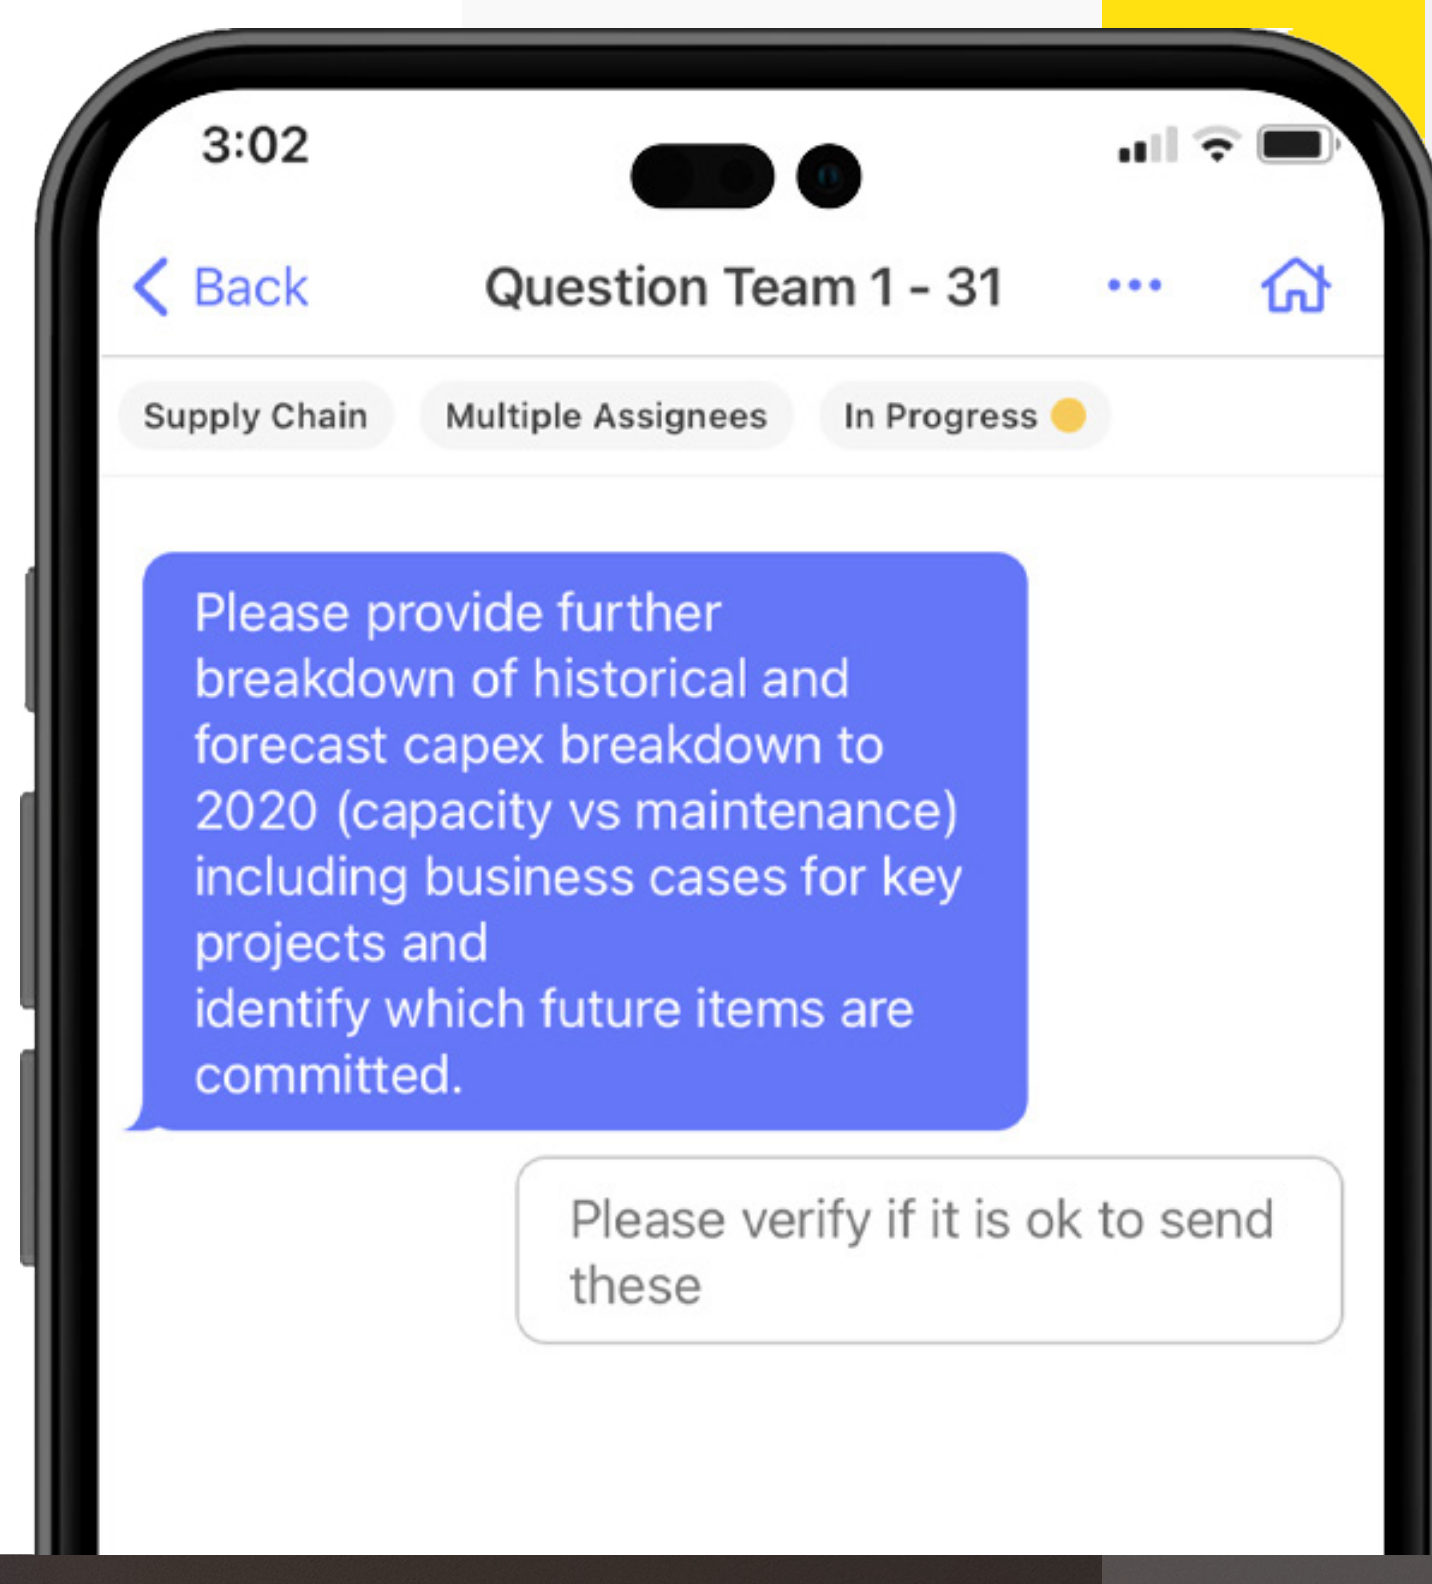 3:02
Back
Question Team 1 - 31
Supply Chain
Multiple Assignees
In Progress
Please provide further
breakdown of historical and
forecast capex breakdown to
2020 (capacity vs maintenance)
including business cases for key
projects and
identify which future items are
committed.
Please verify if it is ok to send
these